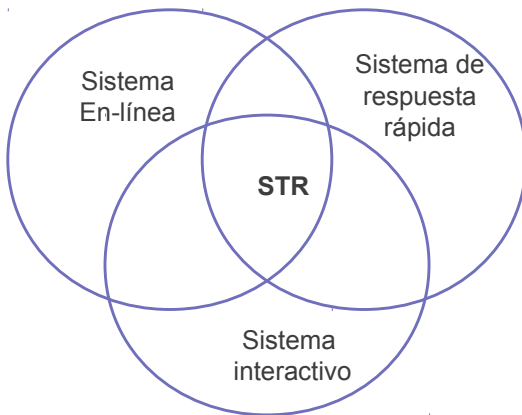 Sistema
En-línea
Sistema de
respuesta
rápida
STR
Sistema
interactivo